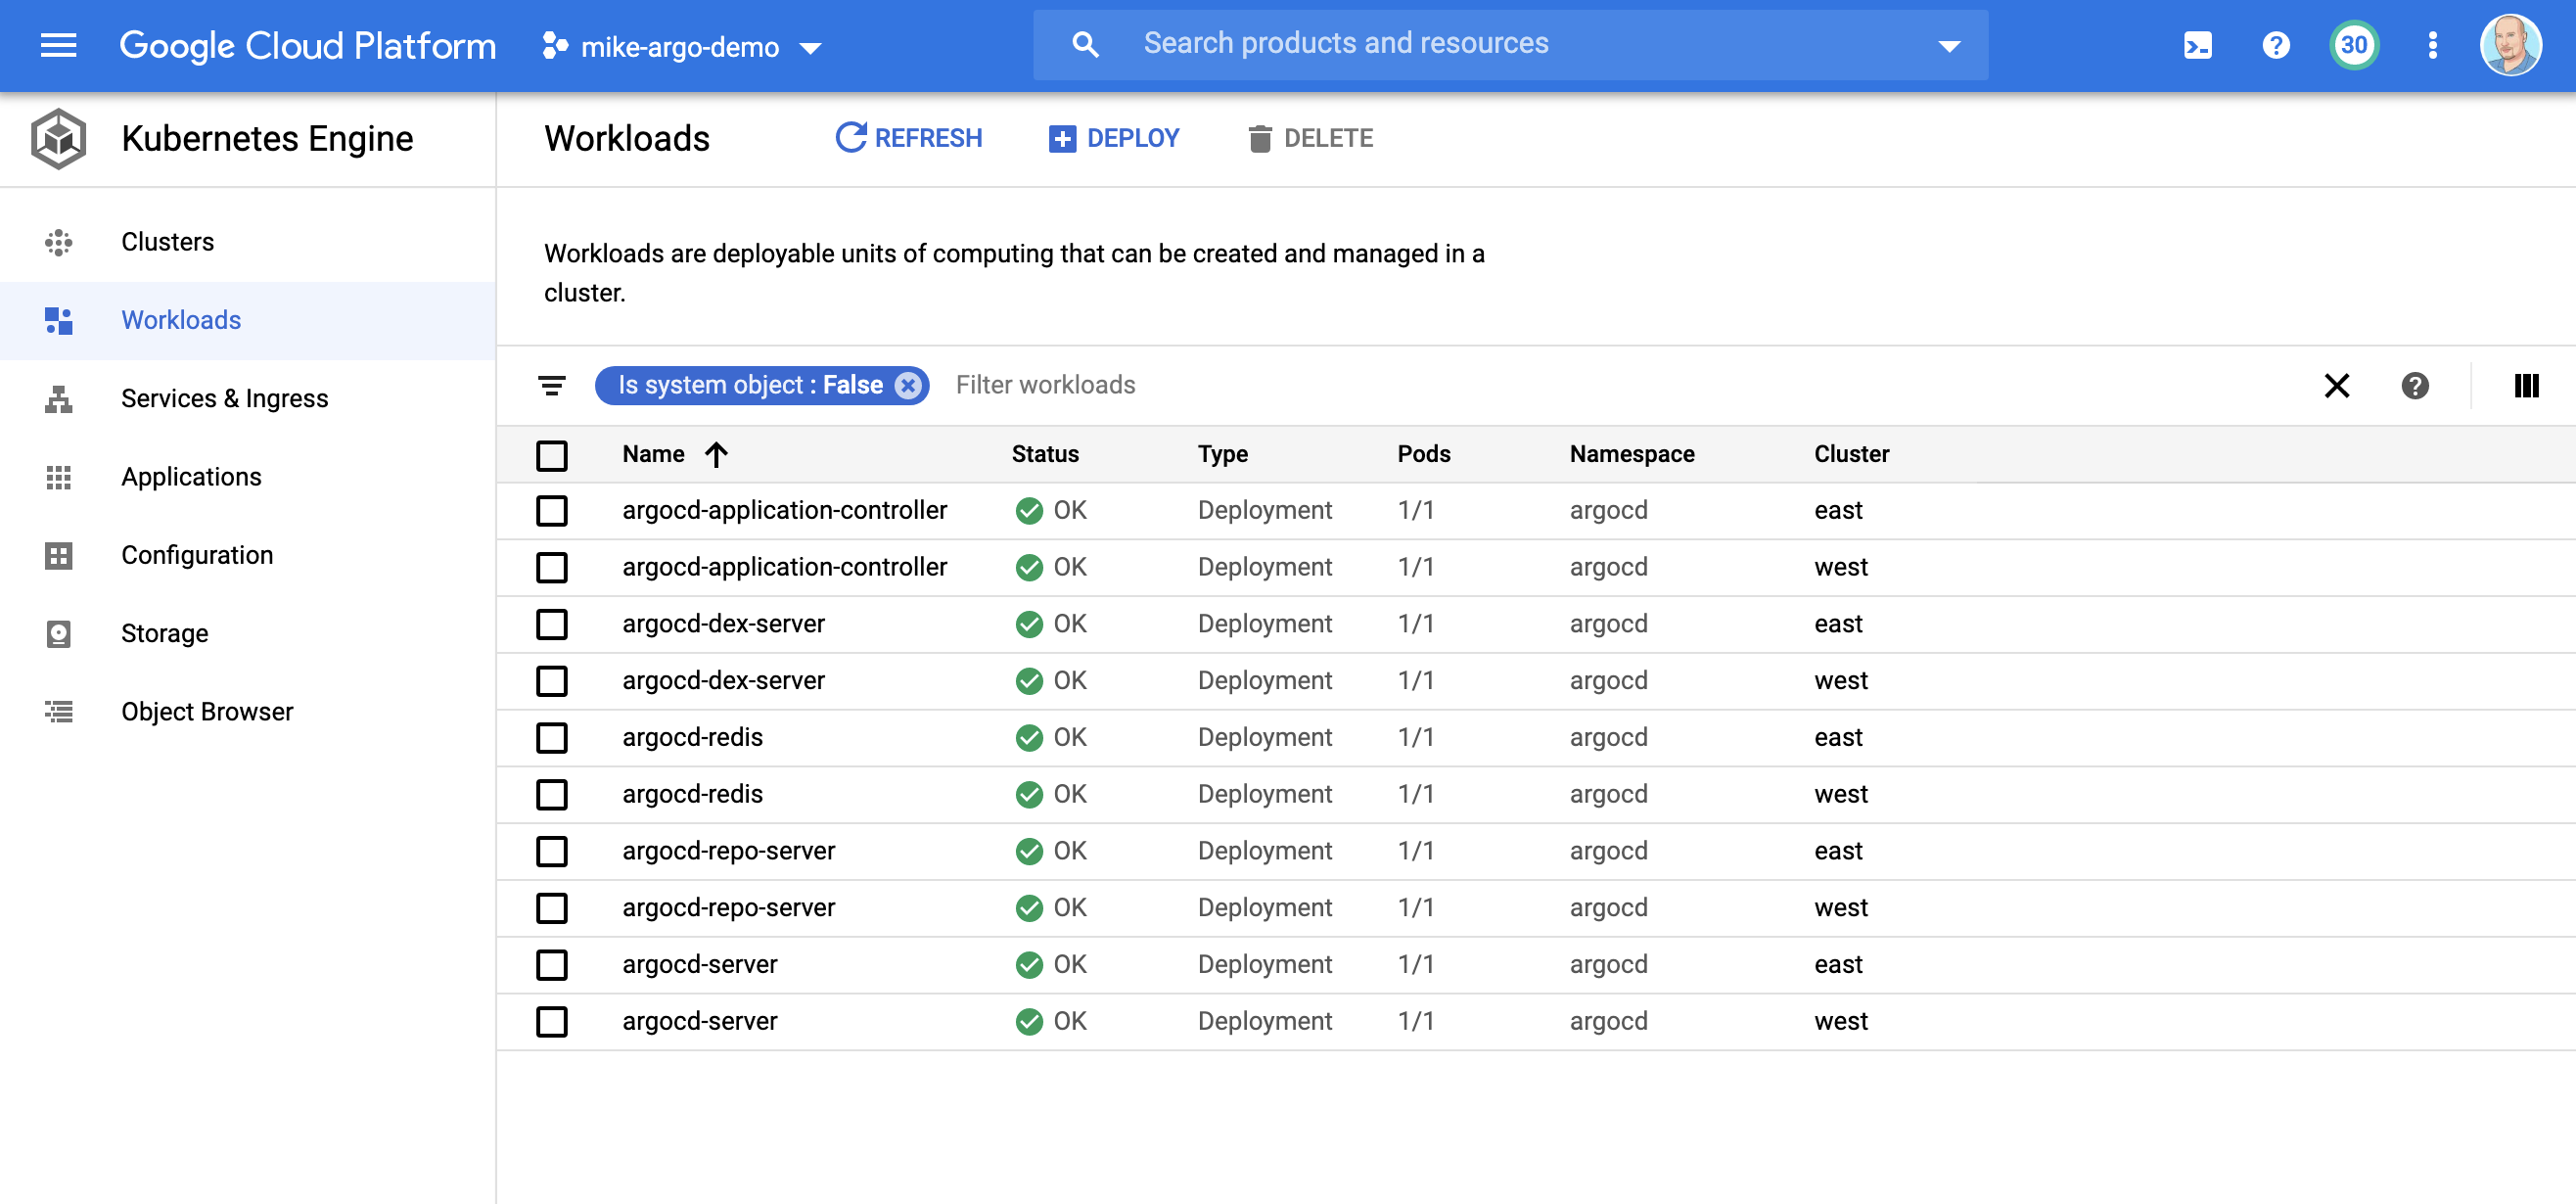 Google Cloud Platform mike-argo-demo Search products and resources 30
Kubernetes Engine
Workloads REFRESH DEPLOY DELETE
Clusters
Workloads
Services & Ingress
Applications
Configuration
Storage
Object Browser
Workloads are deployable units of computing that can be created and managed in a
cluster.
Is system object : False Filter workloads
Name Status Type Pods Namespace Cluster
argocd-application-controller OK Deployment 1/1 argocd east
argocd-application-controller OK Deployment 1/1 argocd west
argocd-dex-server OK Deployment 1/1 argocd east
argocd-dex-server OK Deployment 1/1 argocd west
argocd-redis OK Deployment 1/1 argocd east
argocd-redis OK Deployment 1/1 argocd west
argocd-repo-server OK Deployment 1/1 argocd east
argocd-repo-server OK Deployment 1/1 argocd west
argocd-server OK Deployment 1/1 argocd east
argocd-server OK Deployment 1/1 argocd west